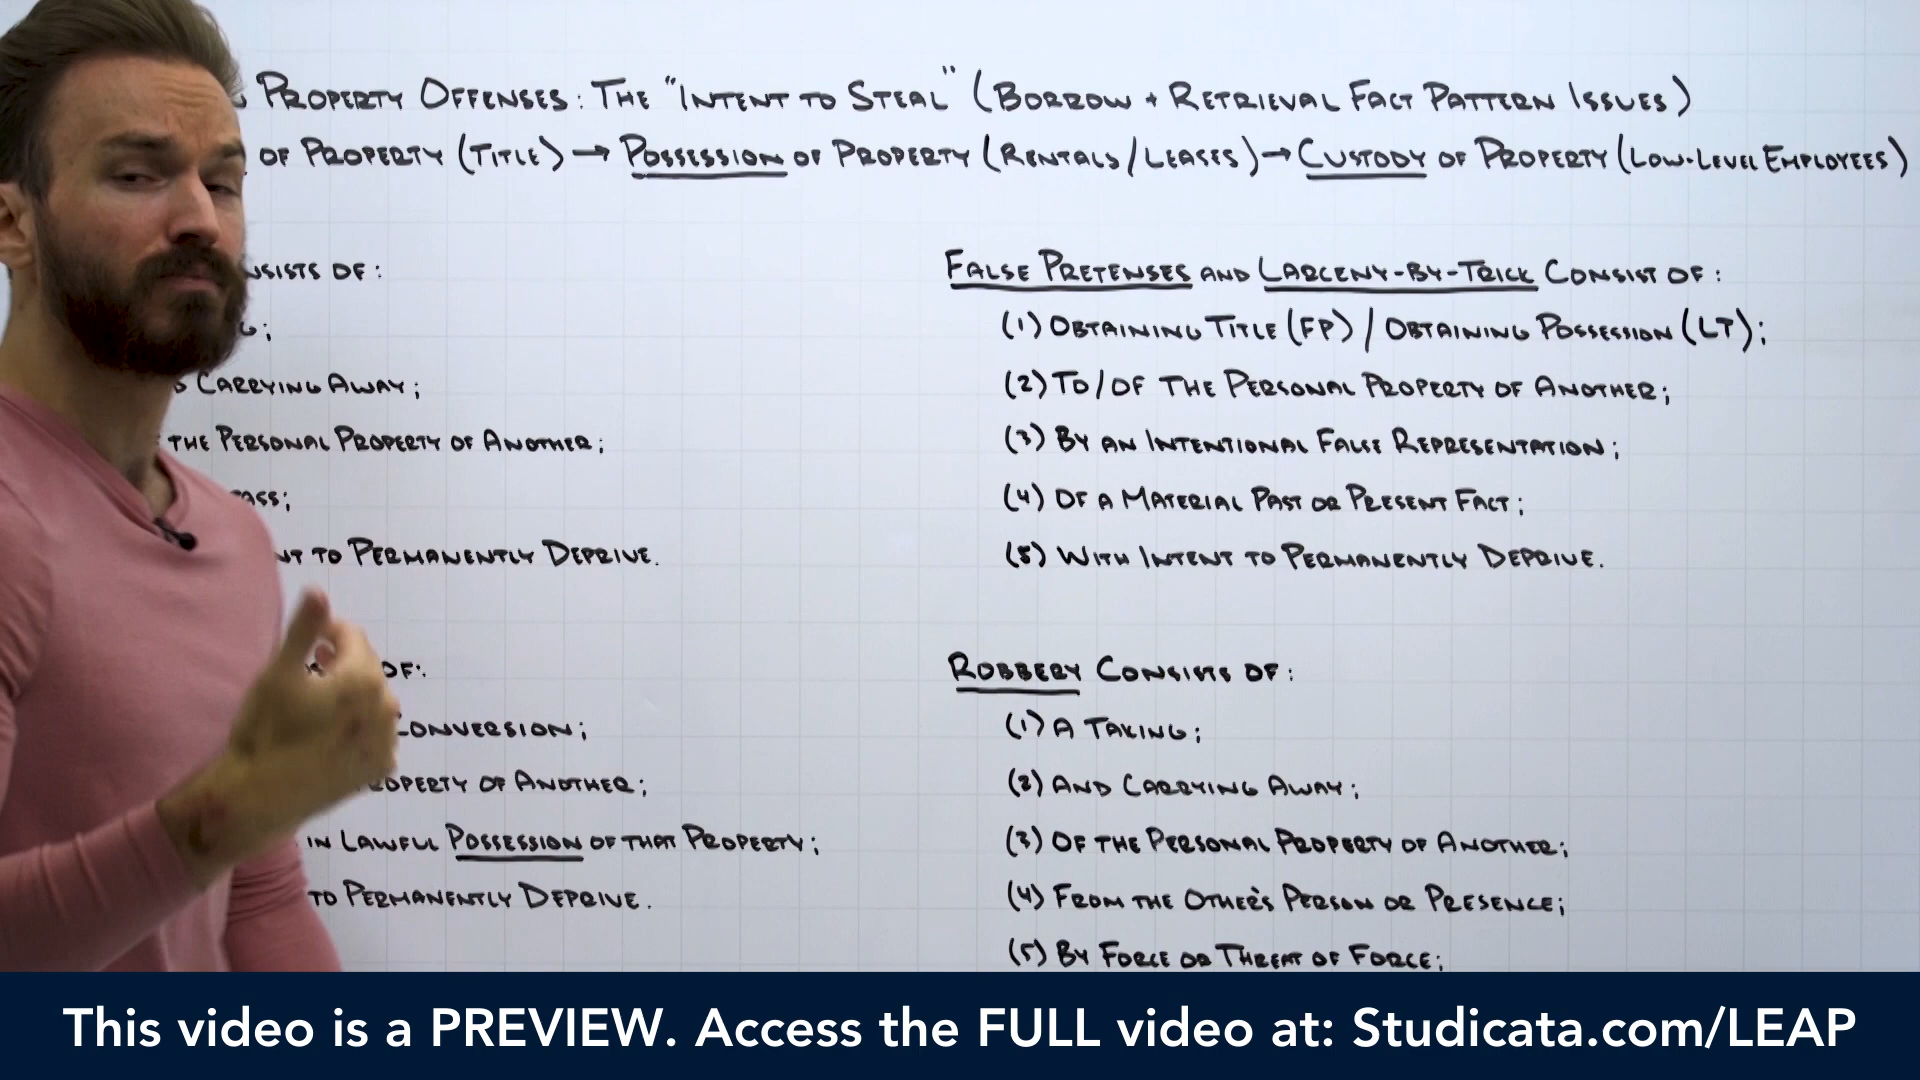 PROPERTY OFFENSES: THE "INTENT TO STEAL" (BORROW + RETRIEVAL FACT PATTERN ISSUES)
OF PROPERTY (TITLE) → POSSESSION OF PROPERTY (RENTALS/LEASES) → CUSTODY OF PROPERTY (LOW-LEVEL EMPLOYEES)
OF:
CARRYING AWAY;
THE PERSONAL PROPERTY OF ANOTHER;
TO PERMANENTLY DEPRIVE.
OF:
CONVERSION;
OF ANOTHER;
IN LAWFUL POSSESSION OF THAT PROPERTY;
TO PERMANENTLY DEPRIVE.
FALSE PRETENSES AND LARCENY-BY-TRICK CONSIST OF:
(1) OBTAINING TITLE (FP) / OBTAINING POSSESSION (LT);
(2) TO/OF THE PERSONAL PROPERTY OF ANOTHER;
(3) BY AN INTENTIONAL FALSE REPRESENTATION;
(4) OF A MATERIAL PAST OR PRESENT FACT;
(5) WITH INTENT TO PERMANENTLY DEPRIVE.
ROBBERY CONSISTS OF:
(1) A TAKING;
(2) AND CARRYING AWAY;
(3) OF THE PERSONAL PROPERTY OF ANOTHER;
(4) FROM THE OTHER'S PERSON OR PRESENCE;
(5) BY FORCE OR THREAT OF FORCE;
This video is a PREVIEW. Access the FULL video at: Studicata.com/LEAP